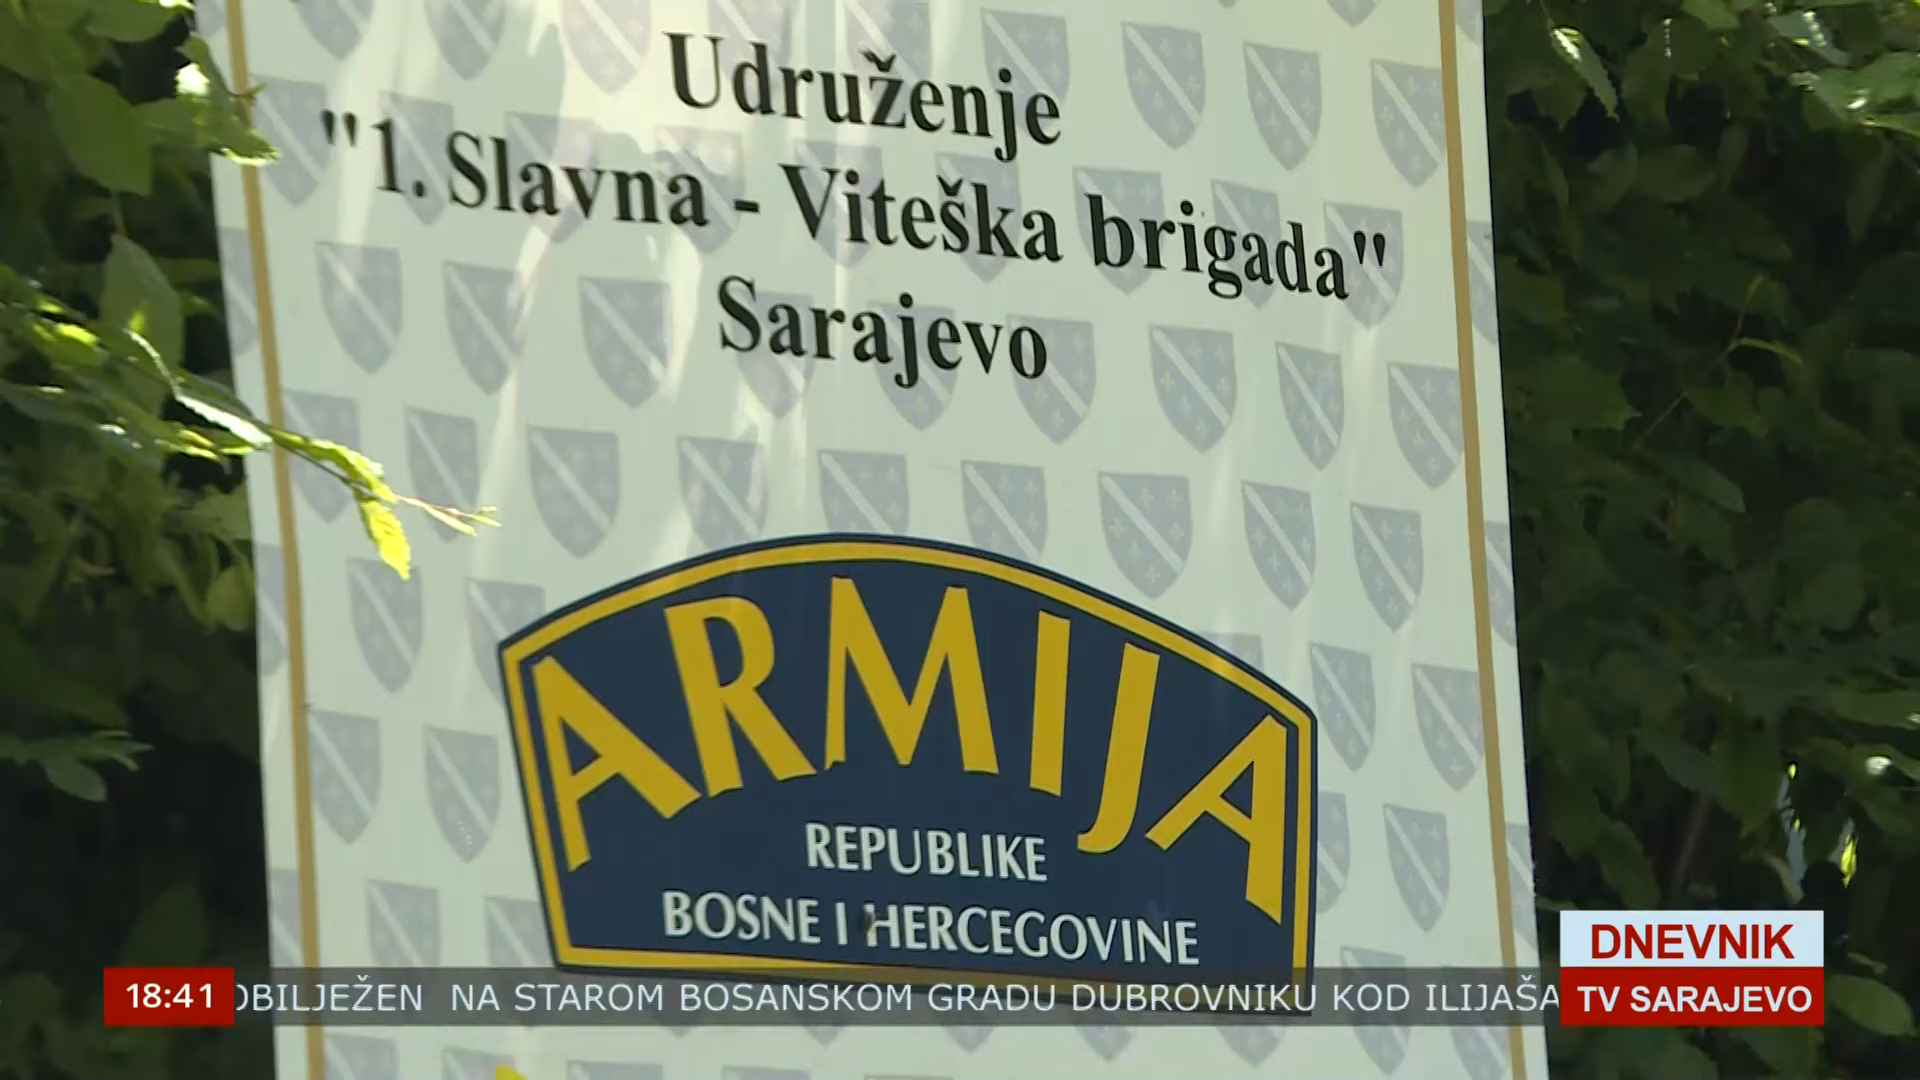 Udruženje
"1. Slavna - Viteška brigada"
Sarajevo
ARMIJA
REPUBLIKE
BOSNE I HERCEGOVINE
DNEVNIK
18:41 OBILJEŽEN NA STAROM BOSANSKOM GRADU DUBROVNIKU KOD ILIJAŠA
TV SARAJEVO